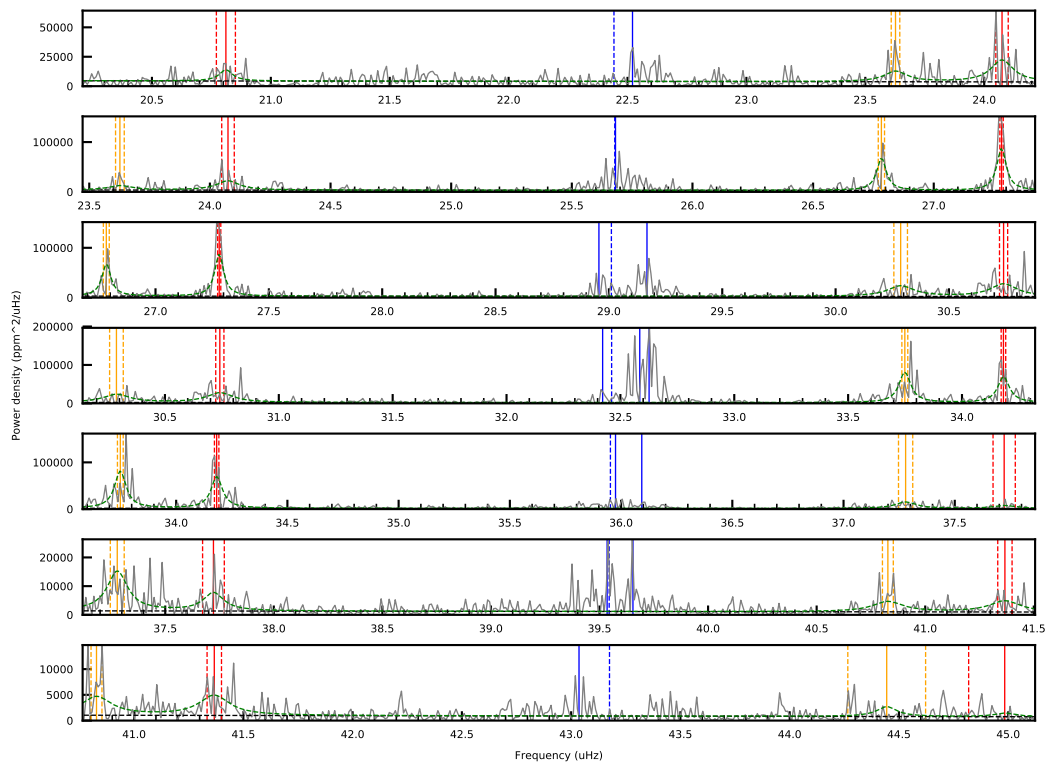 50000
25000
0
20.5 21.0 21.5 22.0 22.5 23.0 23.5 24.0
100000
0
23.5 24.0 24.5 25.0 25.5 26.0 26.5 27.0
100000
50000
0
27.0 27.5 28.0 28.5 29.0 29.5 30.0 30.5
200000
100000
0
30.5 31.0 31.5 32.0 32.5 33.0 33.5 34.0
Power density (ppm^2/uHz)
100000
50000
0
34.0 34.5 35.0 35.5 36.0 36.5 37.0 37.5
20000
10000
0
37.5 38.0 38.5 39.0 39.5 40.0 40.5 41.0 41.5
10000
5000
0
41.0 41.5 42.0 42.5 43.0 43.5 44.0 44.5 45.0
Frequency (uHz)